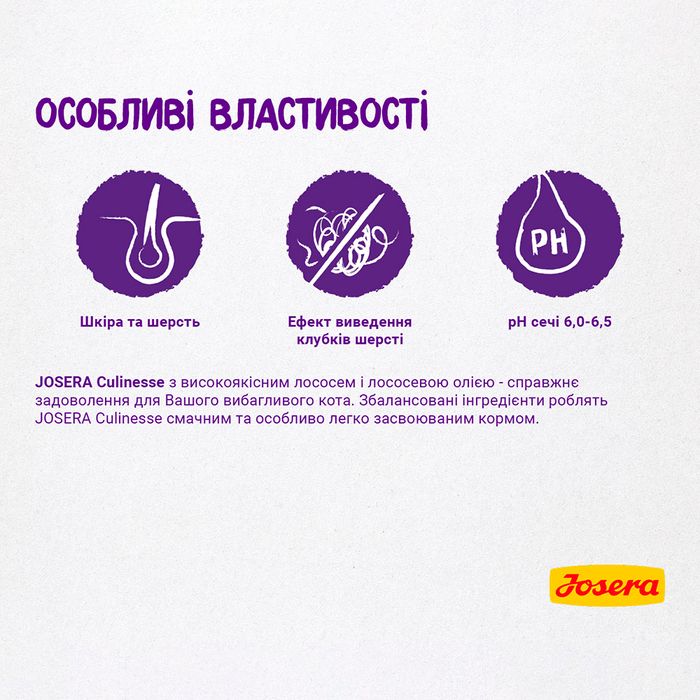 ОСОБЛИВІ ВЛАСТИВОСТІ
PH
Шкіра та шерсть
Ефект виведення
клубків шерсті
pH сечі 6,0-6,5
JOSERA Culinesse з високоякісним лососем і лососевою олією - справжнє
задоволення для Вашого вибагливого кота. Збалансовані інгредієнти роблять
JOSERA Culinesse смачним та особливо легко засвоюваним кормом.
Josera